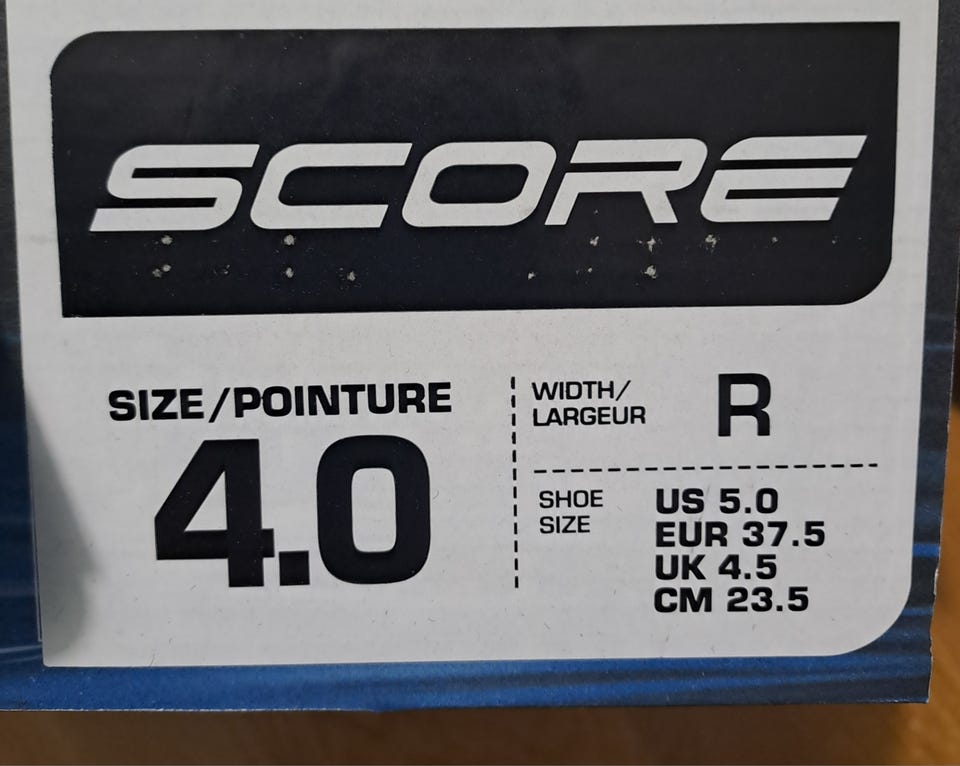 SCORE
SIZE/POINTURE
4.0
WIDTH/
LARGEUR
R
SHOE
SIZE
US 5.0
EUR 37.5
UK 4.5
CM 23.5